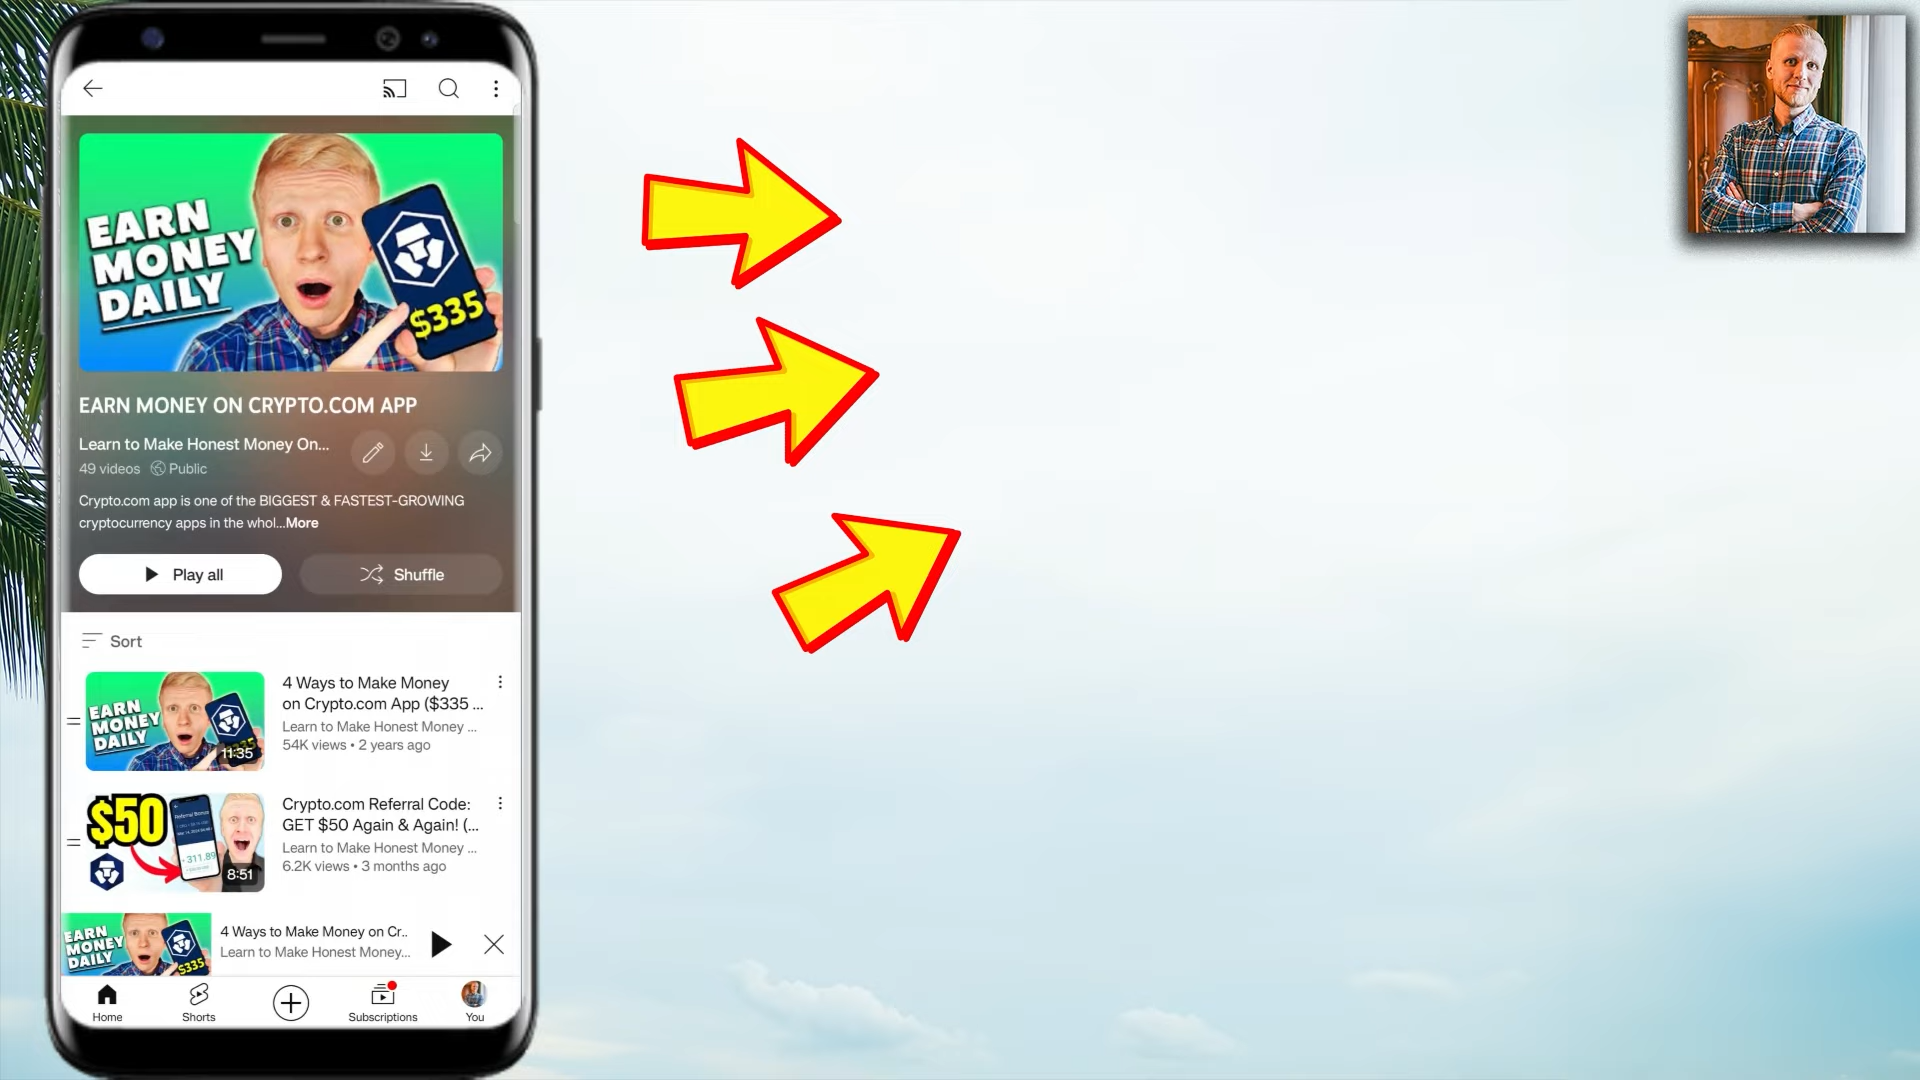 EARN
MONEY
DAILY
$335
EARN MONEY ON CRYPTO.COM APP
Learn to Make Honest Money On...
49 videos Public
Crypto.com app is one of the BIGGEST & FASTEST-GROWING
cryptocurrency apps in the whol...More
Play all
Shuffle
Sort
EARN
MONEY
DAILY
11:35
4 Ways to Make Money
on Crypto.com App ($335 ...
Learn to Make Honest Money ...
54K views • 2 years ago
$50
Referral Bonus
8:51
Crypto.com Referral Code:
GET $50 Again & Again! (...
Learn to Make Honest Money ...
6.2K views • 3 months ago
EARN
MONEY
DAILY
$335
4 Ways to Make Money on Cr..
Learn to Make Honest Money...
Home
Shorts
Subscriptions
You